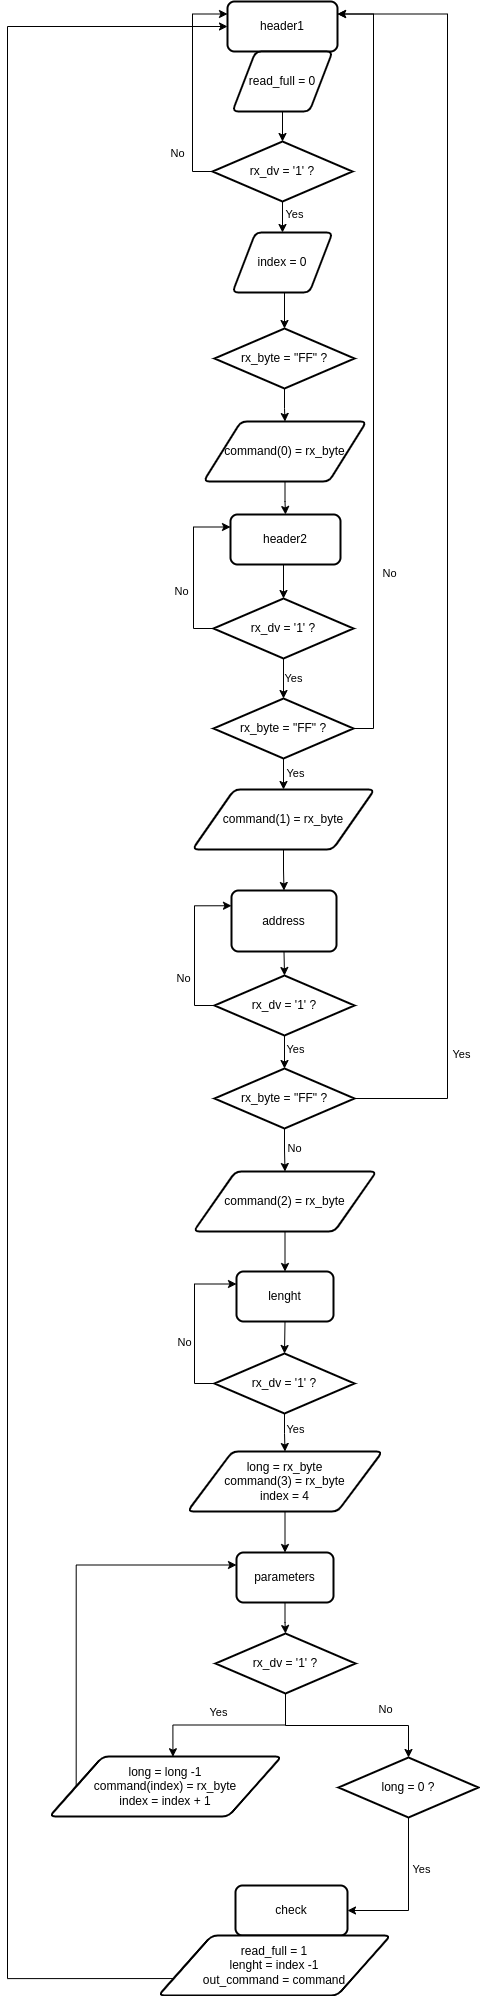 header1
read_full = 0
No
rx_dv = '1' ?
Yes
index = 0
rx_byte = "FF" ?
command(0) = rx_byte
header2
No
No
rx_dv = '1' ?
Yes
rx_byte = "FF" ?
Yes
command(1) = rx_byte
address
No
rx_dv = '1' ?
Yes
Yes
rx_byte = "FF" ?
No
command(2) = rx_byte
lenght
No
rx_dv = '1' ?
Yes
long = rx_byte
command(3) = rx_byte
index = 4
parameters
rx_dv = '1' ?
Yes
No
long = long -1
command(index) = rx_byte
index = index + 1
long = 0 ?
Yes
check
read_full = 1
lenght = index -1
out_command = command